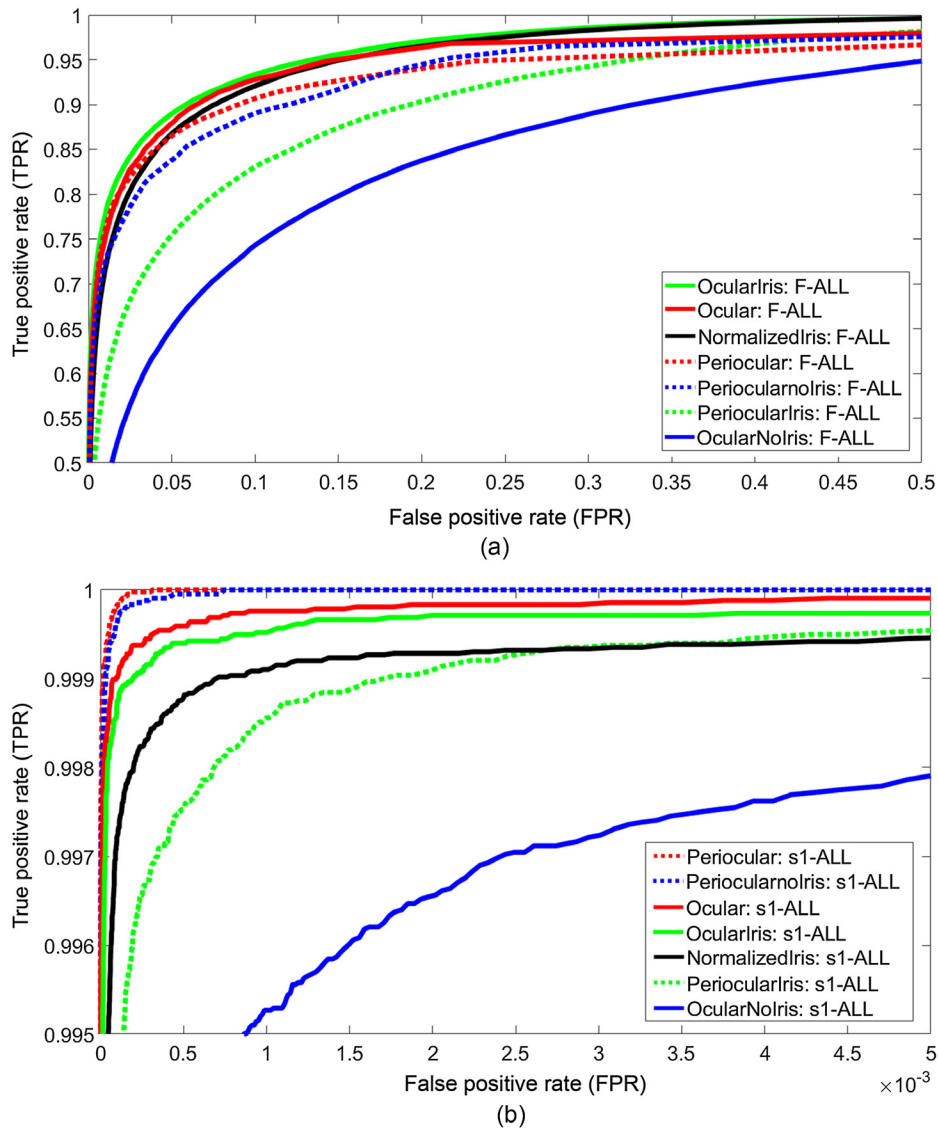 1
0.95
0.9
0.85
0.8
0.75
0.7
0.65
0.6
0.55
0.5
True positive rate (TPR)
OcularIris: F-ALL
Ocular: F-ALL
NormalizedIris: F-ALL
Periocular: F-ALL
PeriocularnoIris: F-ALL
PeriocularIris: F-ALL
OcularNoIris: F-ALL
0 0.05 0.1 0.15 0.2 0.25 0.3 0.35 0.4 0.45 0.5
False positive rate (FPR)
(a)
1
0.999
0.998
0.997
0.996
0.995
True positive rate (TPR)
Periocular: s1-ALL
PeriocularnoIris: s1-ALL
Ocular: s1-ALL
OcularIris: s1-ALL
NormalizedIris: s1-ALL
PeriocularIris: s1-ALL
OcularNoIris: s1-ALL
0 0.5 1 1.5 2 2.5 3 3.5 4 4.5 5
False positive rate (FPR)
×10⁻³
(b)